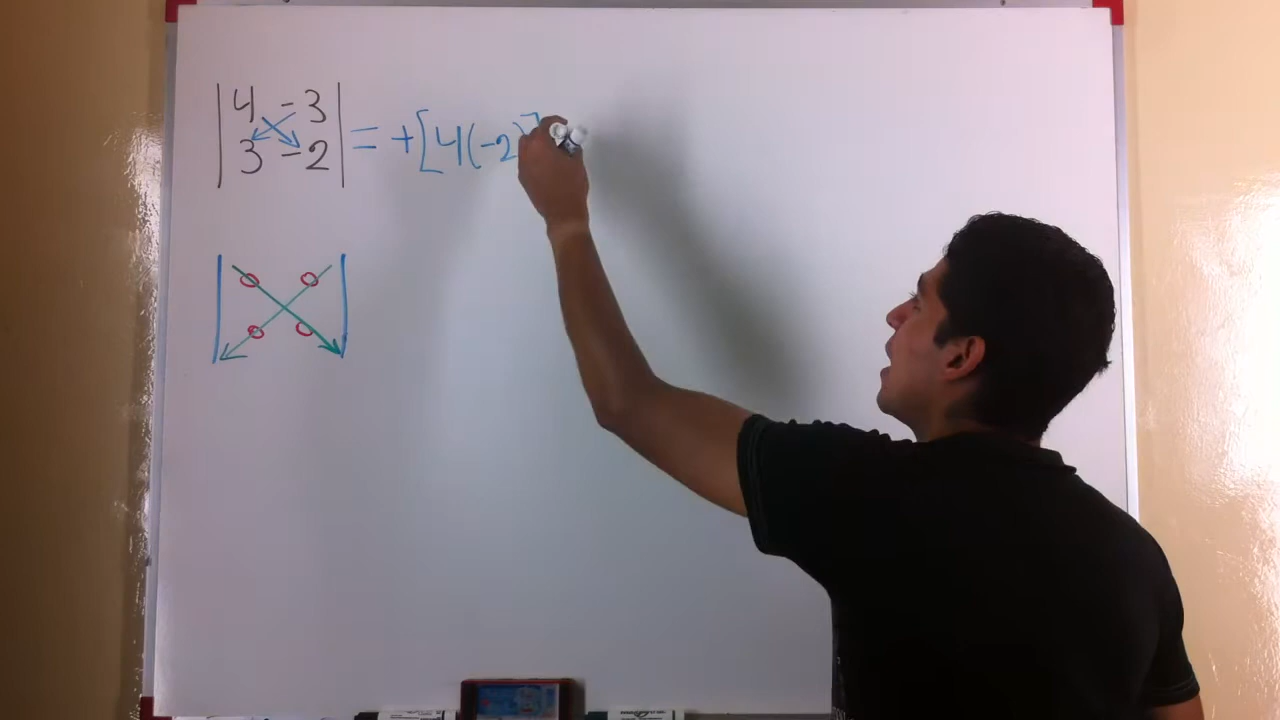 |4 -3|
|3 -2| = +[4(-2)]